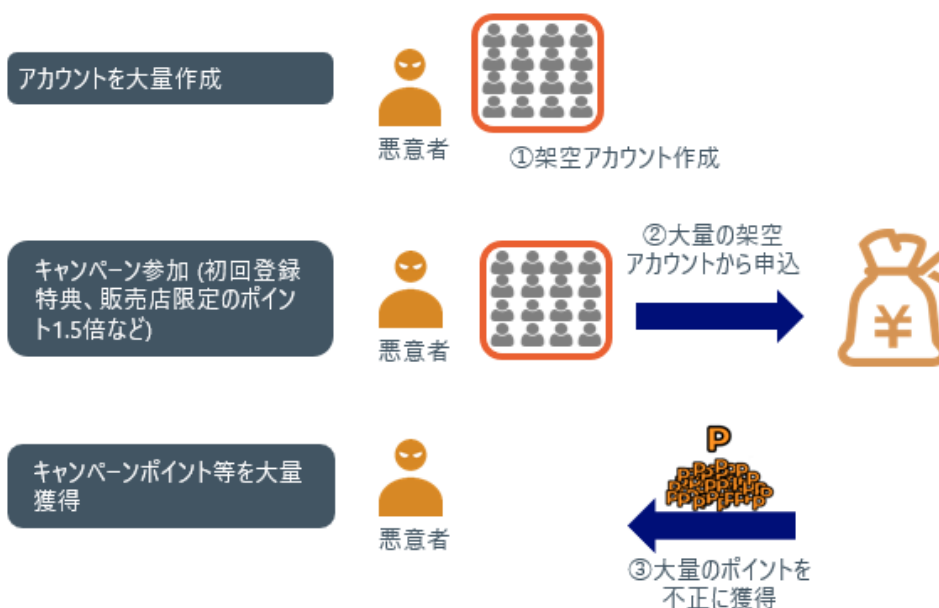 アカウントを大量作成
悪意者
①架空アカウント作成
キャンペーン参加 (初回登録
特典、販売店限定のポイン
ト1.5倍など)
悪意者
②大量の架空
アカウントから申込
¥
キャンペーンポイント等を大量
獲得
悪意者
P
③大量のポイントを
不正に獲得